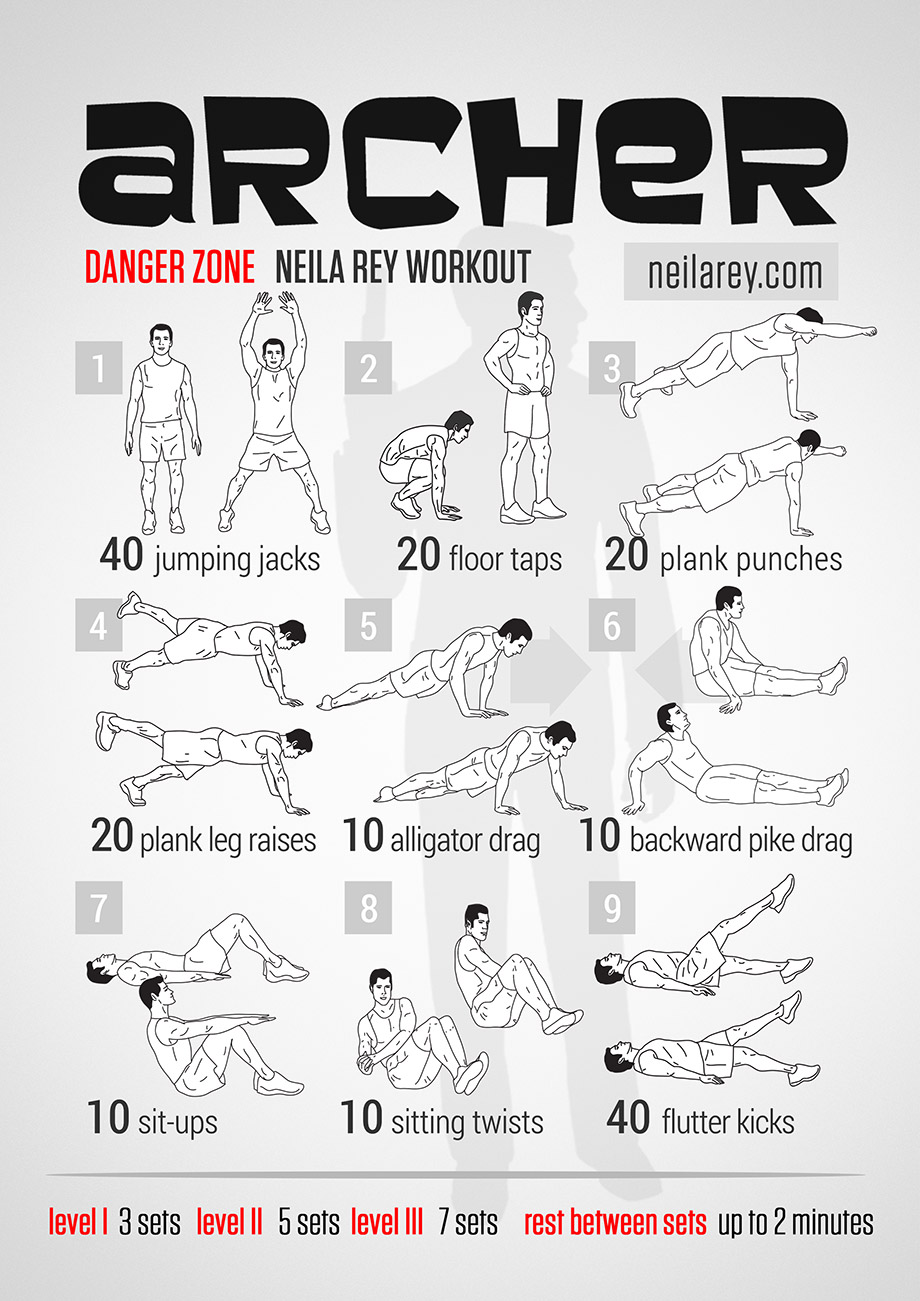 aRCHeR
DANGER ZONE NEILA REY WORKOUT neilarey.com
1 2 3
40 jumping jacks 20 floor taps 20 plank punches
4 5 6
20 plank leg raises 10 alligator drag 10 backward pike drag
7 8 9
10 sit-ups 10 sitting twists 40 flutter kicks
level I 3 sets level II 5 sets level III 7 sets rest between sets up to 2 minutes